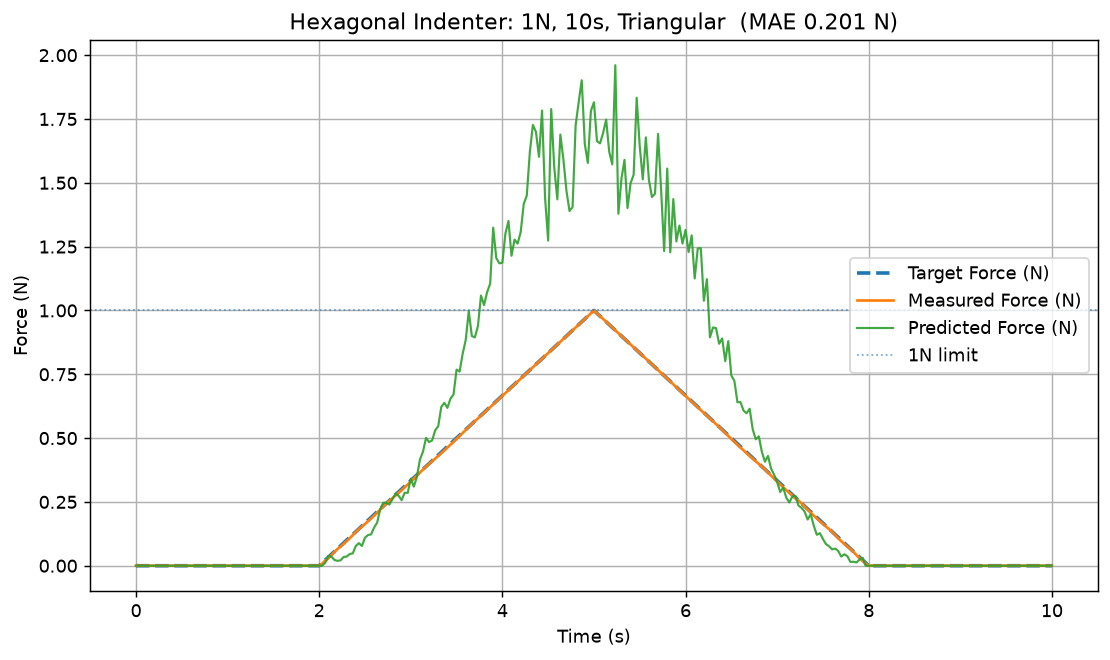 Hexagonal Indenter: 1N, 10s, Triangular  (MAE 0.201 N)
Force (N)
2.00
1.75
1.50
1.25
1.00
0.75
0.50
0.25
0.00
Target Force (N)
Measured Force (N)
Predicted Force (N)
1N limit
0 2 4 6 8 10
Time (s)